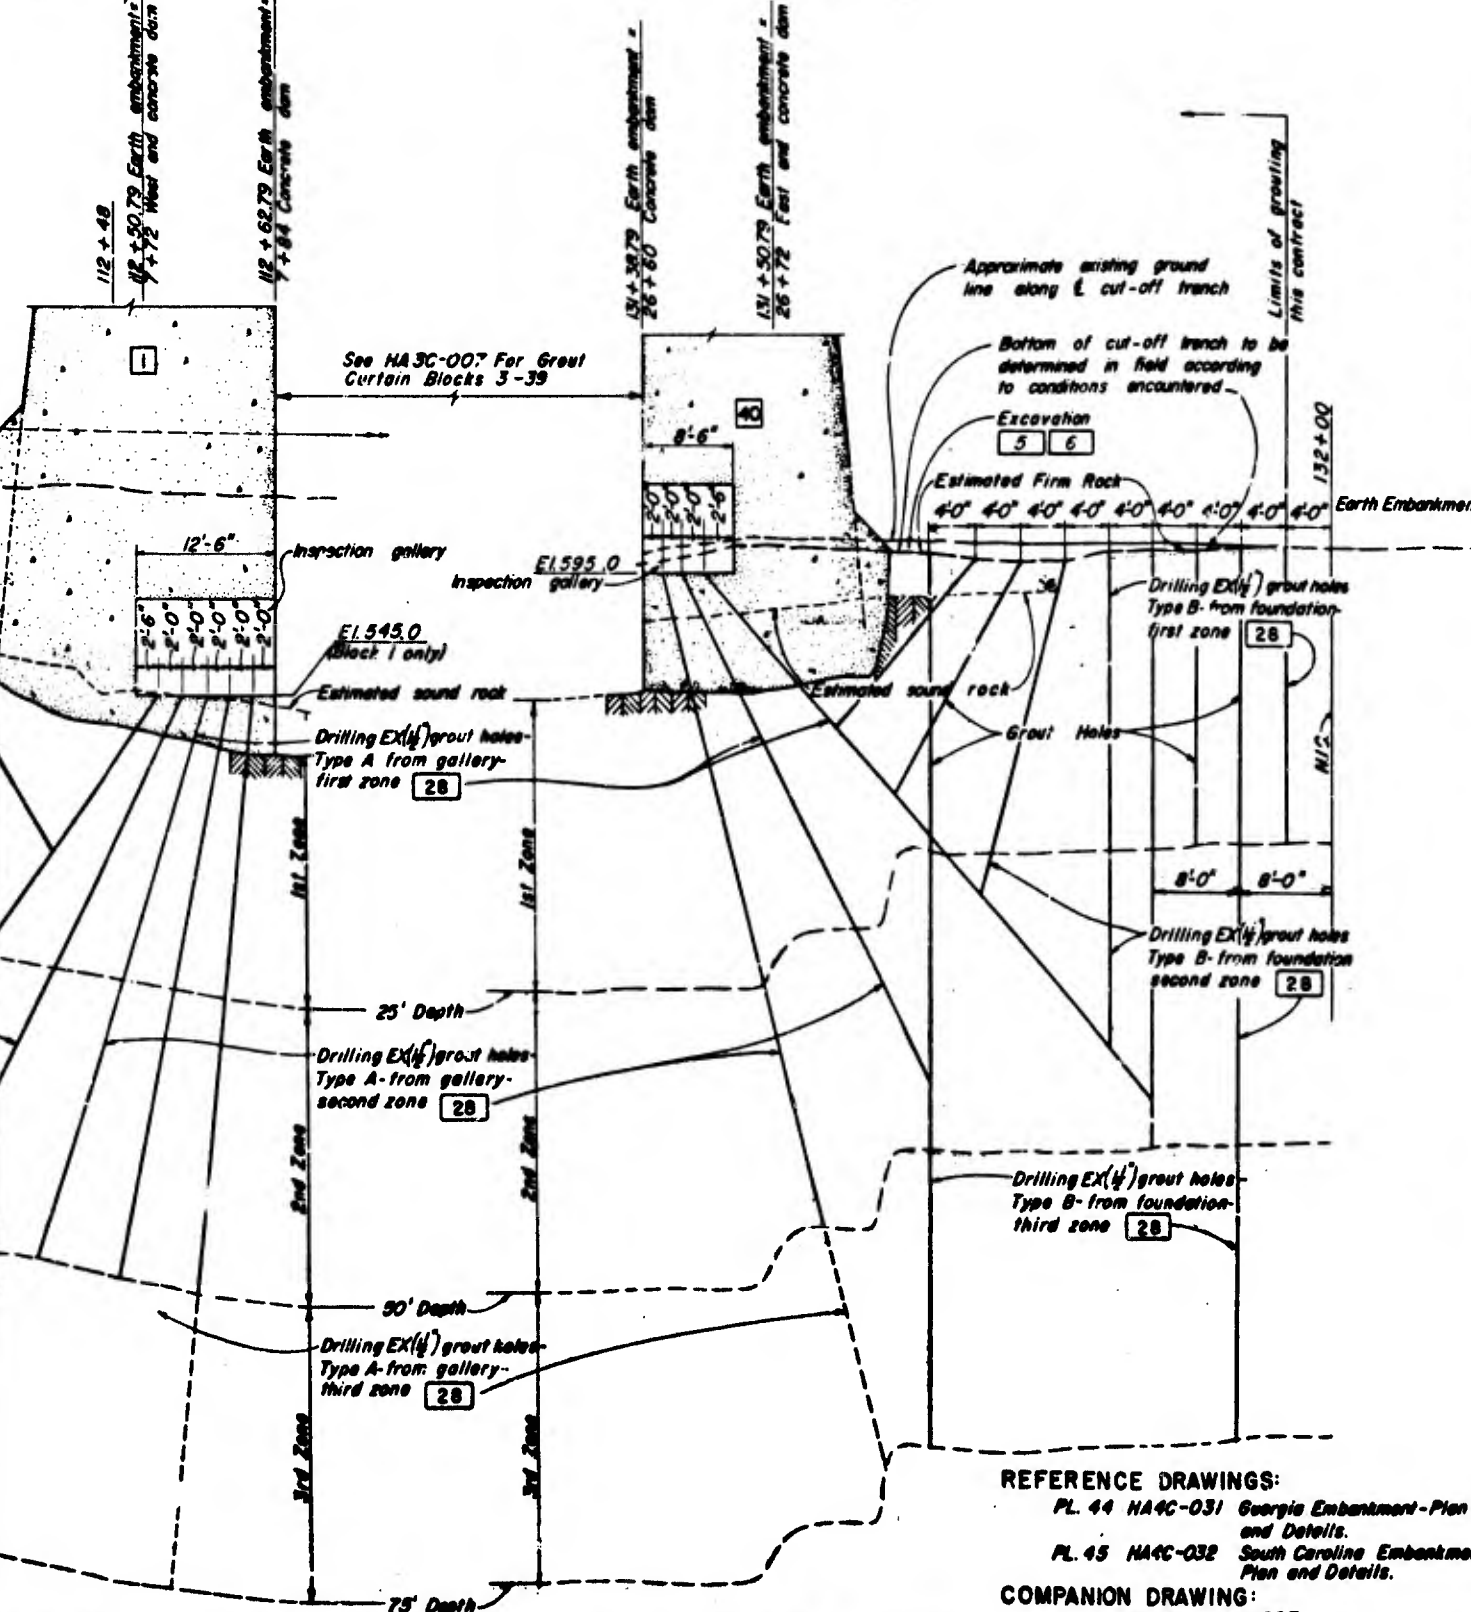 112 + 48
112 + 50.79 Earth embankment =
7 + 72 West end concrete dam
112 + 62.79 Earth embankment =
7 + 84 Concrete dam
131 + 38.79 Earth embankment =
26 + 60 Concrete dam
131 + 50.79 Earth embankment =
26 + 72 East end concrete dam
Limits of grouting
this contract
Approximate existing ground
line along ℄ cut-off trench
1
See HA3C-007 For Grout
Curtain Blocks 3-39
Bottom of cut-off trench to be
determined in field according
to conditions encountered
40
8'-6"
Excavation
5 6
132+00
Estimated Firm Rock
2'-0" 2'-0" 2'-0" 2'-6"
4'-0" 4'-0" 4'-0" 4'-0" 4'-0" 4'-0" 4'-0" 4'-0" 4'-0"
Earth Embankmen
12'-6"
Inspection gallery
El. 595.0
Inspection gallery
2'-6" 2'-0" 2'-0" 2'-0" 2'-0" 2'-0"
Drilling EX(1½") grout holes
Type B- from foundation-
first zone 28
El. 545.0
(Block 1 only)
Estimated sound rock
Estimated sound rock
Grout Holes
Drilling EX(1½") grout holes-
Type A from gallery-
first zone 28
1st Zone
1st Zone
8'-0" 8'-0"
Drilling EX(1½") grout holes
Type B- from foundation
second zone 28
25' Depth
Drilling EX(1½") grout holes-
Type A- from gallery-
second zone 28
2nd Zone
2nd Zone
Drilling EX(1½") grout holes-
Type B- from foundation-
third zone 28
50' Depth
Drilling EX(1½") grout holes-
Type A- from gallery-
third zone 28
3rd Zone
3rd Zone
75' Depth
REFERENCE DRAWINGS:
PL. 44 HA4C-031 Georgia Embankment-Plan
and Details.
PL. 45 HA4C-032 South Carolina Embankme
Plan and Details.
COMPANION DRAWING: